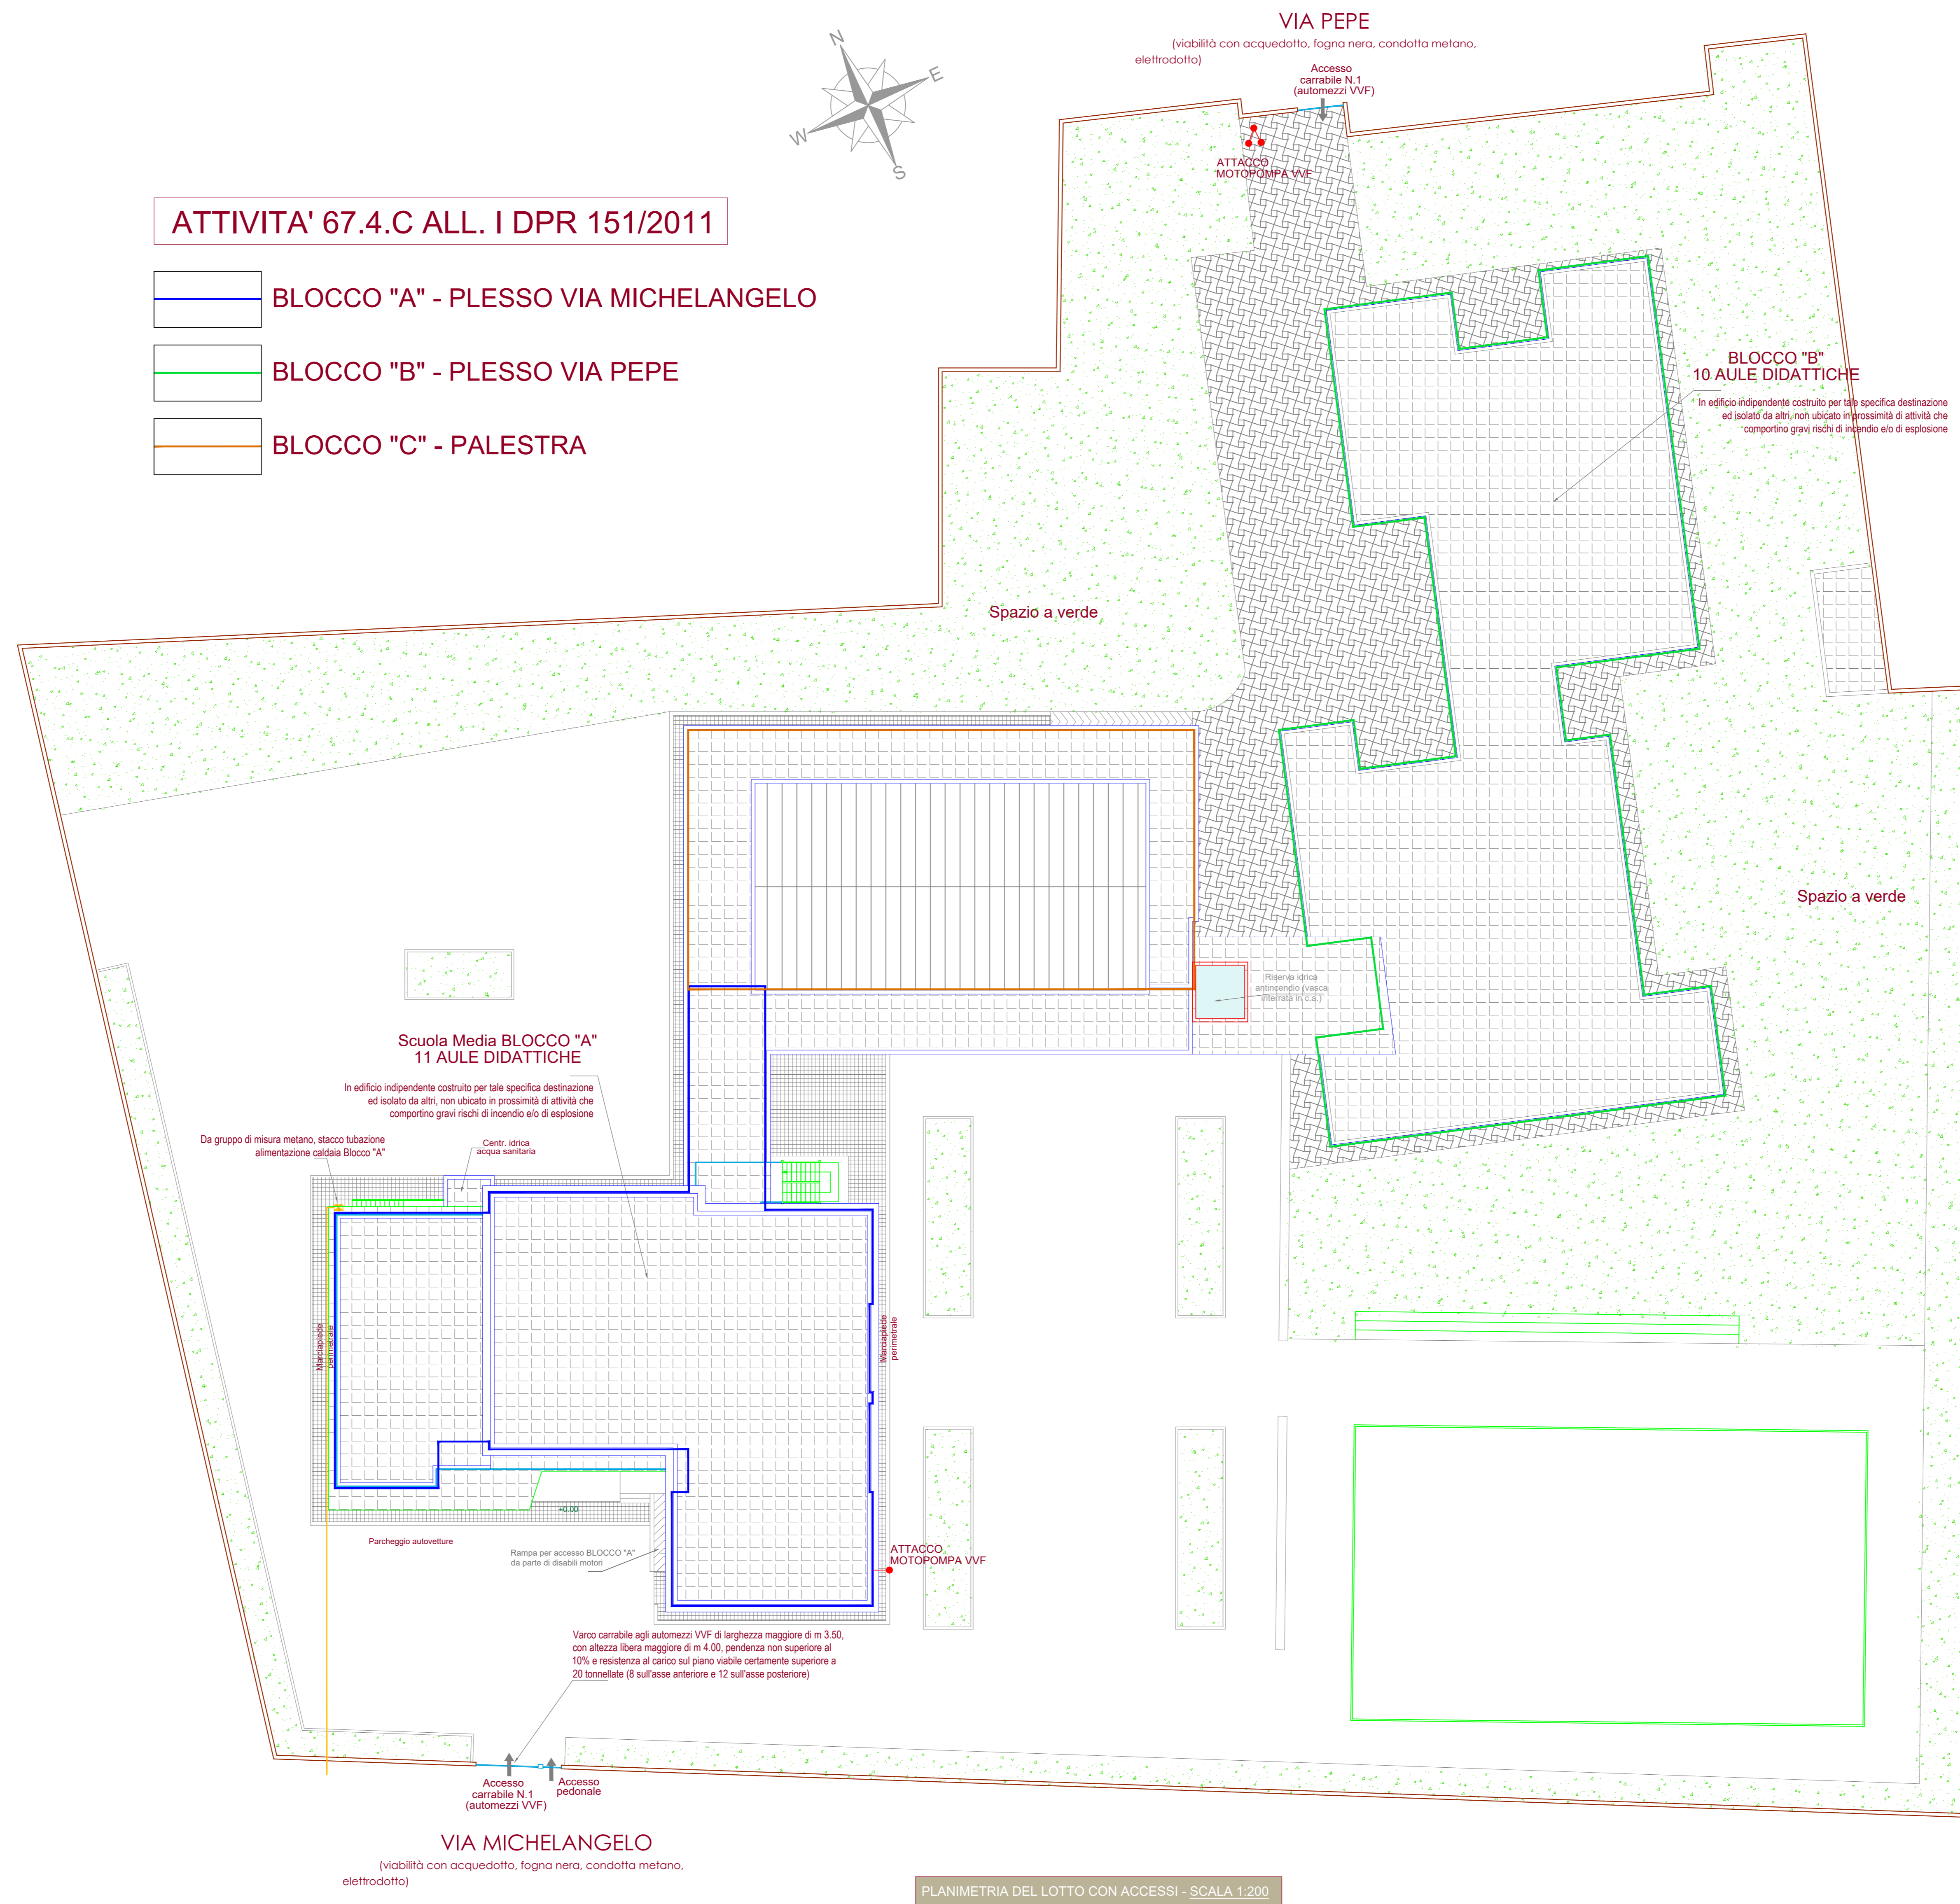 VIA PEPE
(viabilità con acquedotto, fogna nera, condotta metano,
elettrodotto)
Accesso
carrabile N.1
(automezzi VVF)
N
E
W
S
ATTACCO
MOTOPOMPA VVF
ATTIVITA' 67.4.C ALL. I DPR 151/2011
BLOCCO "A" - PLESSO VIA MICHELANGELO
BLOCCO "B" - PLESSO VIA PEPE
BLOCCO "C" - PALESTRA
BLOCCO "B"
10 AULE DIDATTICHE
In edificio indipendente costruito per tale specifica destinazione
ed isolato da altri, non ubicato in prossimità di attività che
comportino gravi rischi di incendio e/o di esplosione
Spazio a verde
Spazio a verde
Riserva idrica
antincendio (vasca
interrata in c.a.)
Scuola Media BLOCCO "A"
11 AULE DIDATTICHE
In edificio indipendente costruito per tale specifica destinazione
ed isolato da altri, non ubicato in prossimità di attività che
comportino gravi rischi di incendio e/o di esplosione
Da gruppo di misura metano, stacco tubazione
alimentazione caldaia Blocco "A"
Centr. idrica
acqua sanitaria
Marciapiede
perimetrale
Marciapiede
perimetrale
+0.00
Parcheggio autovetture
Rampa per accesso BLOCCO "A"
da parte di disabili motori
ATTACCO
MOTOPOMPA VVF
Varco carrabile agli automezzi VVF di larghezza maggiore di m 3.50,
con altezza libera maggiore di m 4.00, pendenza non superiore al
10% e resistenza al carico sul piano viabile certamente superiore a
20 tonnellate (8 sull'asse anteriore e 12 sull'asse posteriore)
Accesso
carrabile N.1
(automezzi VVF)
Accesso
pedonale
VIA MICHELANGELO
(viabilità con acquedotto, fogna nera, condotta metano,
elettrodotto)
PLANIMETRIA DEL LOTTO CON ACCESSI - SCALA 1:200